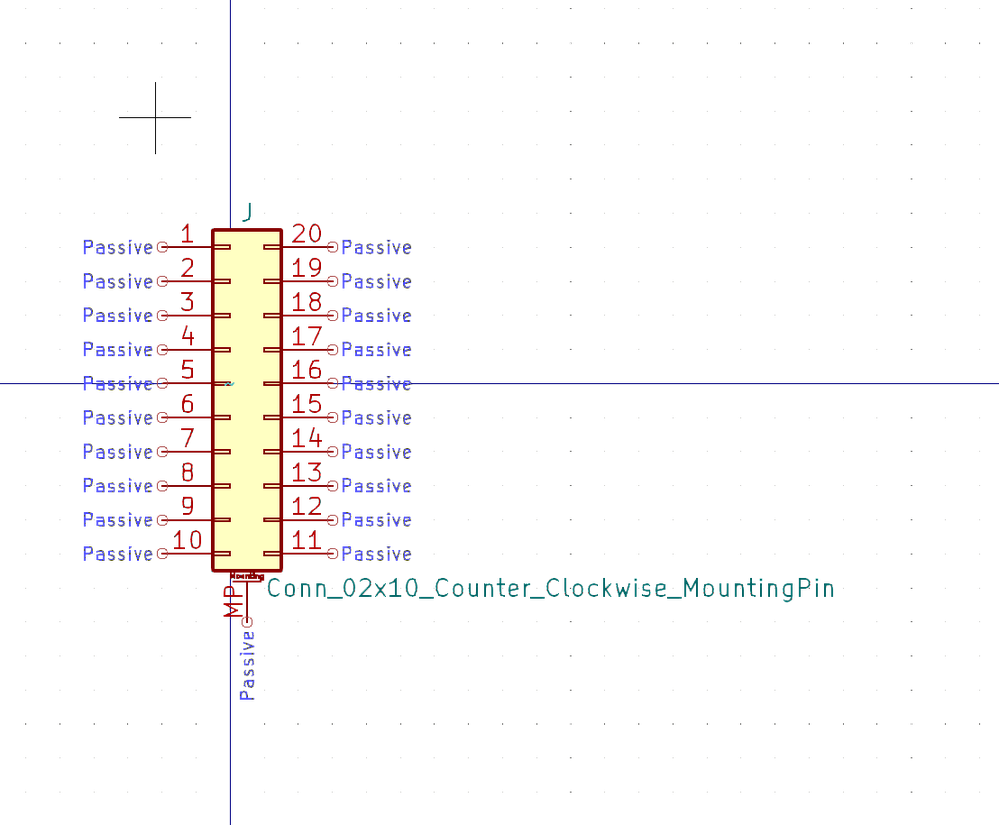 J
Passive 1 20 Passive
Passive 2 19 Passive
Passive 3 18 Passive
Passive 4 17 Passive
Passive 5 16 Passive
Passive 6 15 Passive
Passive 7 14 Passive
Passive 8 13 Passive
Passive 9 12 Passive
Passive 10 11 Passive
Mounting
Conn_02x10_Counter_Clockwise_MountingPin
MP
Passive